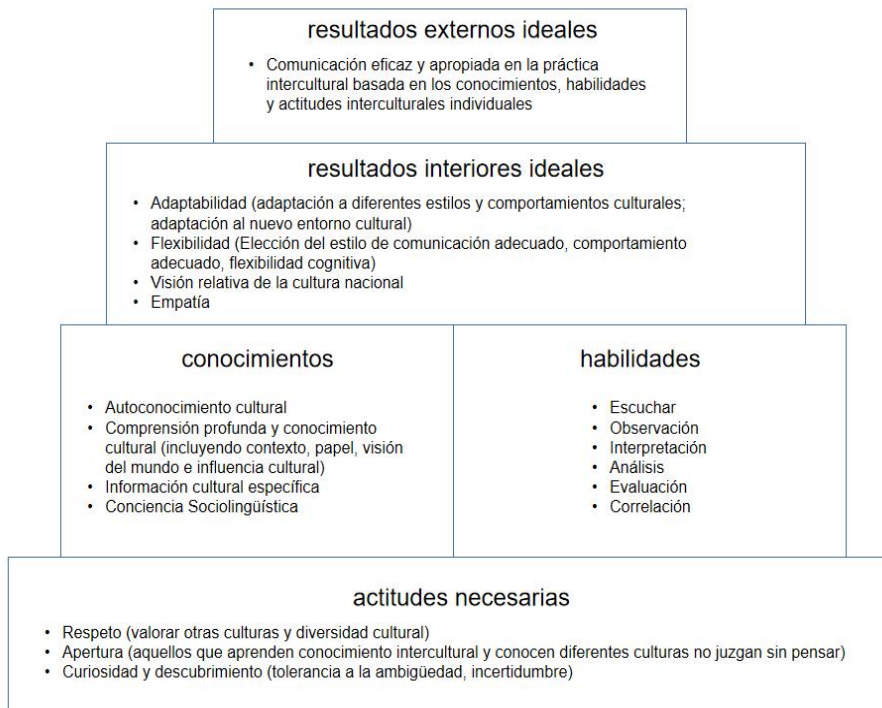 resultados externos ideales
• Comunicación eficaz y apropiada en la práctica
intercultural basada en los conocimientos, habilidades
y actitudes interculturales individuales
resultados interiores ideales
• Adaptabilidad (adaptación a diferentes estilos y comportamientos culturales;
adaptación al nuevo entorno cultural)
• Flexibilidad (Elección del estilo de comunicación adecuado, comportamiento
adecuado, flexibilidad cognitiva)
• Visión relativa de la cultura nacional
• Empatía
conocimientos
• Autoconocimiento cultural
• Comprensión profunda y conocimiento
cultural (incluyendo contexto, papel, visión
del mundo e influencia cultural)
• Información cultural específica
• Conciencia Sociolingüística
habilidades
• Escuchar
• Observación
• Interpretación
• Análisis
• Evaluación
• Correlación
actitudes necesarias
• Respeto (valorar otras culturas y diversidad cultural)
• Apertura (aquellos que aprenden conocimiento intercultural y conocen diferentes culturas no juzgan sin pensar)
• Curiosidad y descubrimiento (tolerancia a la ambigüedad, incertidumbre)